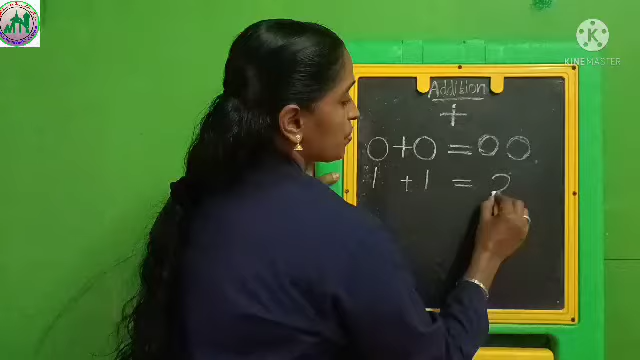 KINEMASTER
Addition
+
0+0=00
1 + 1 = 2